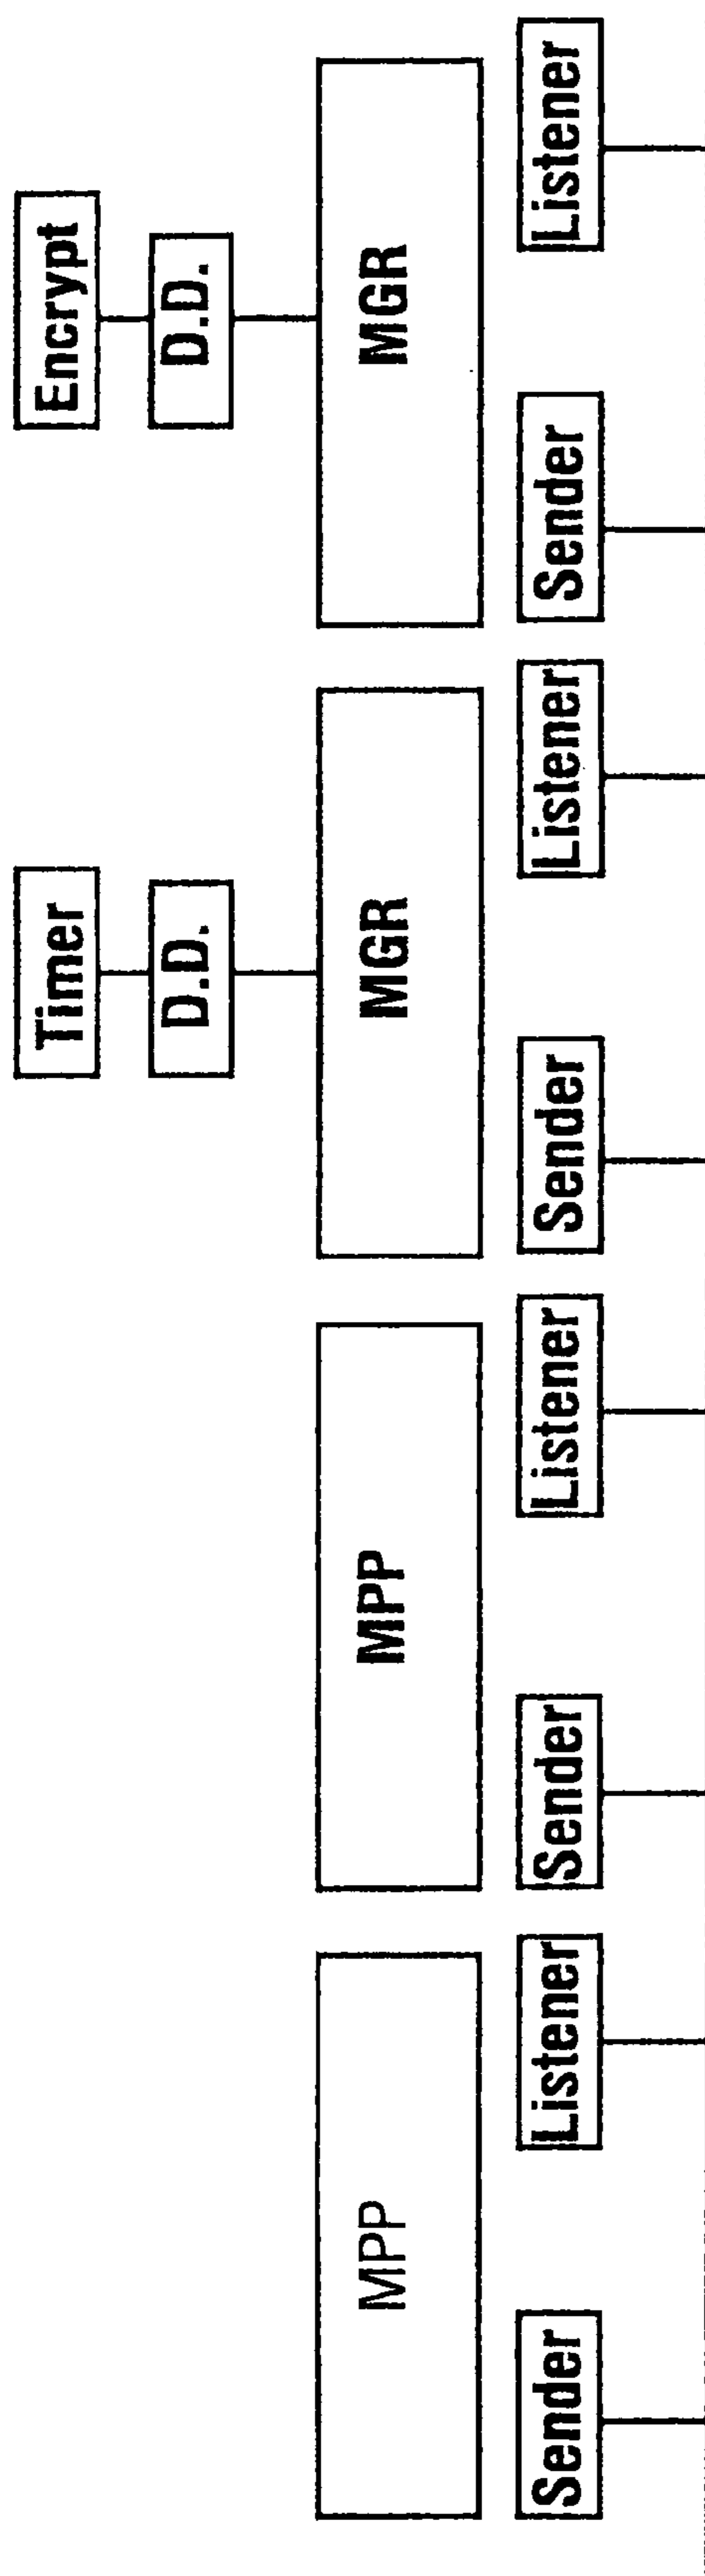 Timer
Encrypt
D.D.
D.D.
MPP
MPP
MGR
MGR
Sender
Listener
Sender
Listener
Sender
Listener
Sender
Listener